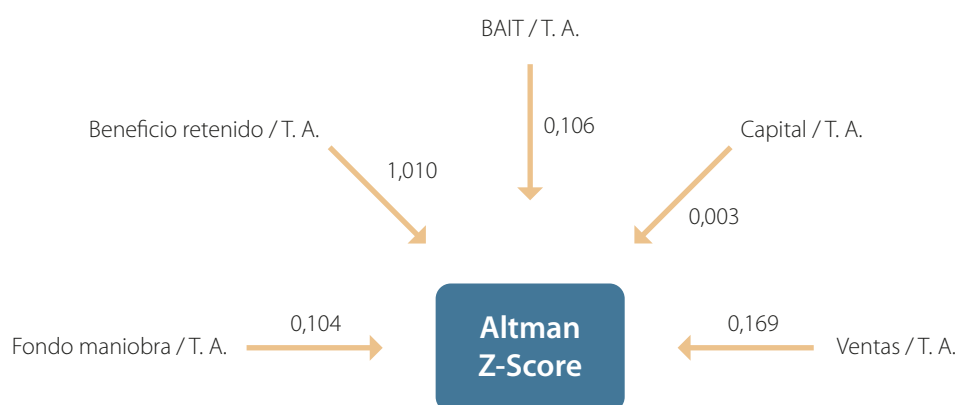 BAIT / T. A.
0,106
Beneficio retenido / T. A.
Capital / T. A.
1,010
0,003
Fondo maniobra / T. A.
0,104
Altman
Z-Score
0,169
Ventas / T. A.